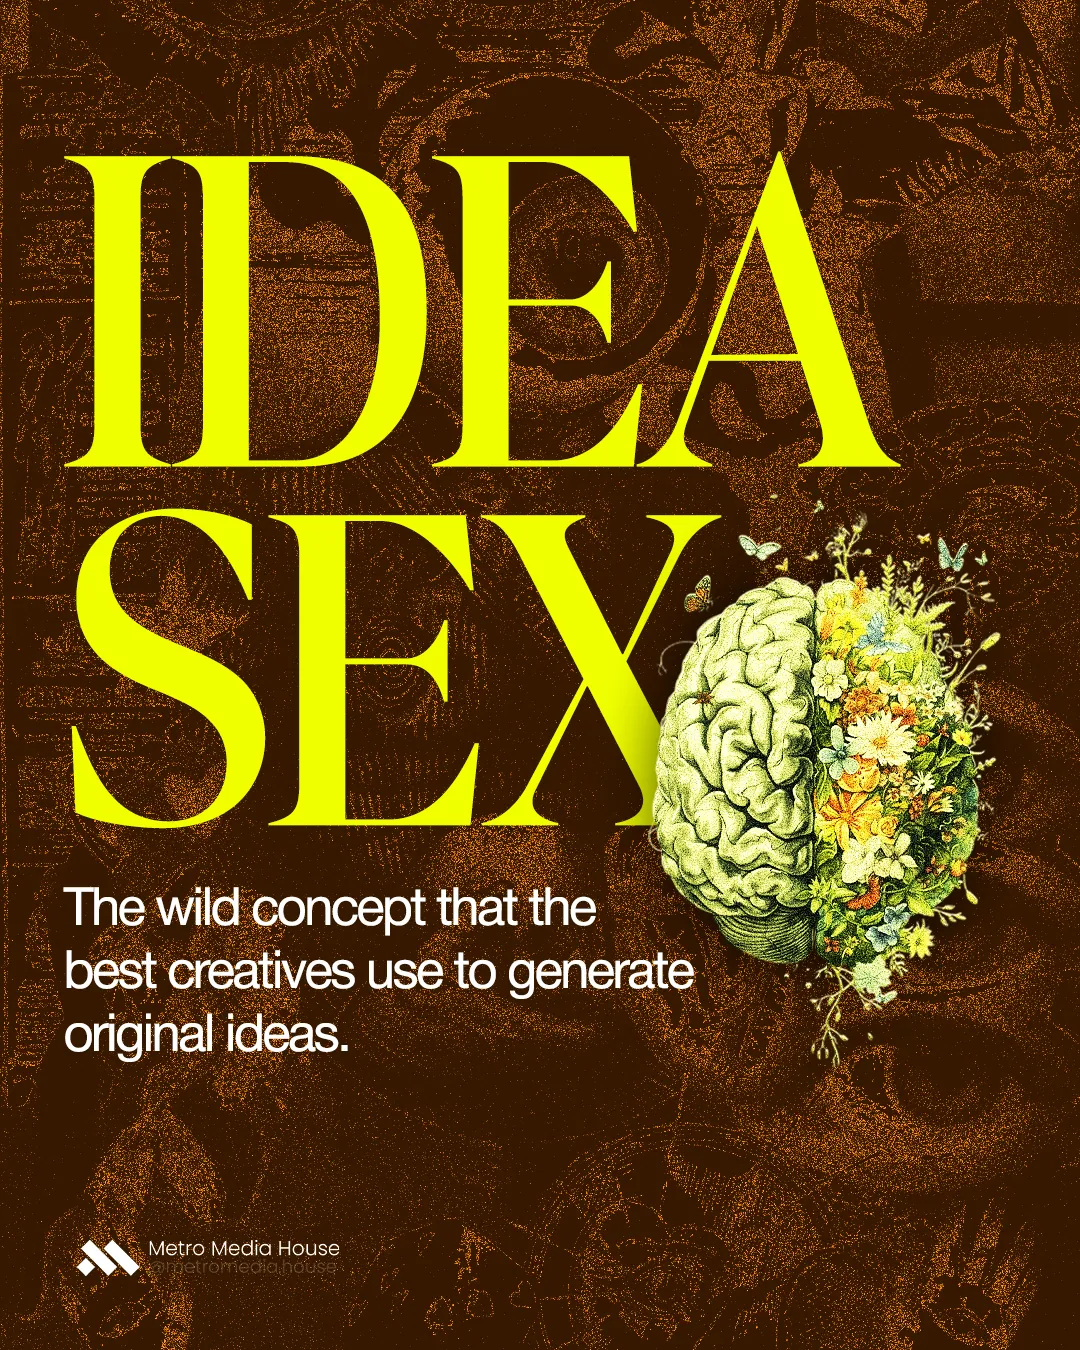 IDEA
SEX
The wild concept that the
best creatives use to generate
original ideas.
Metro Media House
@metromedia.house